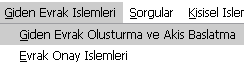 Giden Evrak Islemleri Sorgular Kisisel Isler
Giden Evrak Olusturma ve Akis Baslatma
Evrak Onay Islemleri